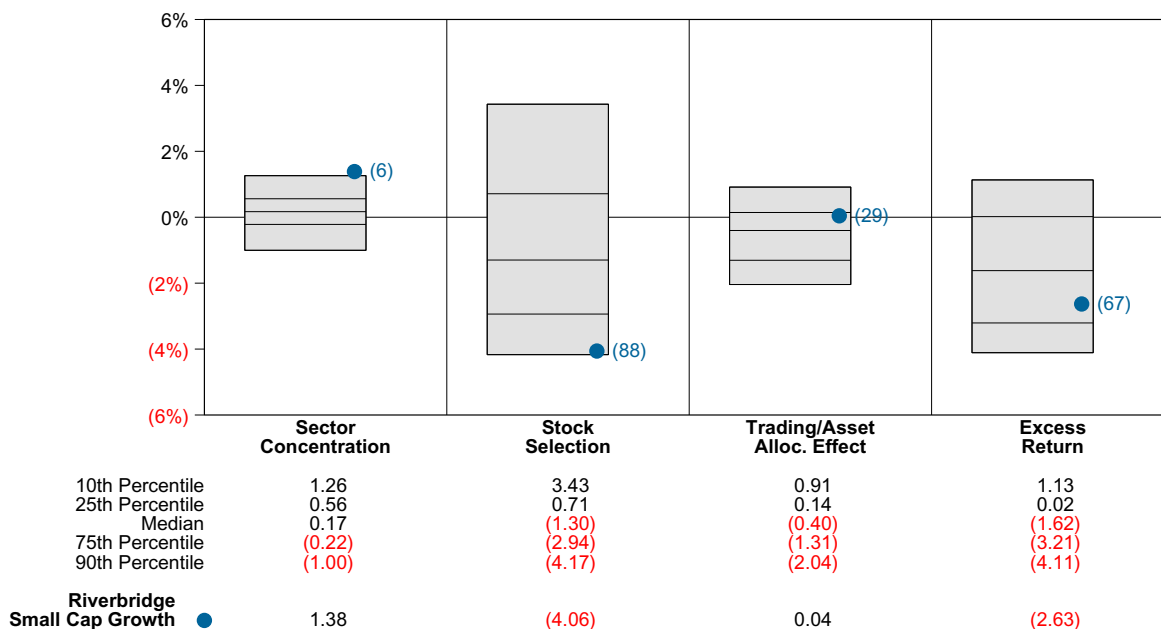 6%
4%
2%
0%
(2%)
(4%)
(6%)
(6)
(88)
(29)
(67)
Sector Concentration
Stock Selection
Trading/Asset Alloc. Effect
Excess Return
10th Percentile 1.26 3.43 0.91 1.13
25th Percentile 0.56 0.71 0.14 0.02
Median 0.17 (1.30) (0.40) (1.62)
75th Percentile (0.22) (2.94) (1.31) (3.21)
90th Percentile (1.00) (4.17) (2.04) (4.11)
Riverbridge
Small Cap Growth 1.38 (4.06) 0.04 (2.63)